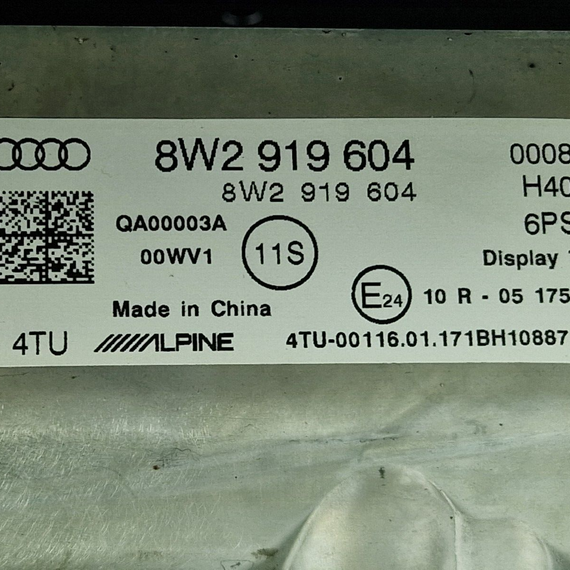 8W2 919 604
0008
8W2 919 604
H40
QA00003A
6PS
00WV1
11S
Display
E24
10 R - 05 175
Made in China
4TU
ALPINE
4TU-00116.01.171BH10887